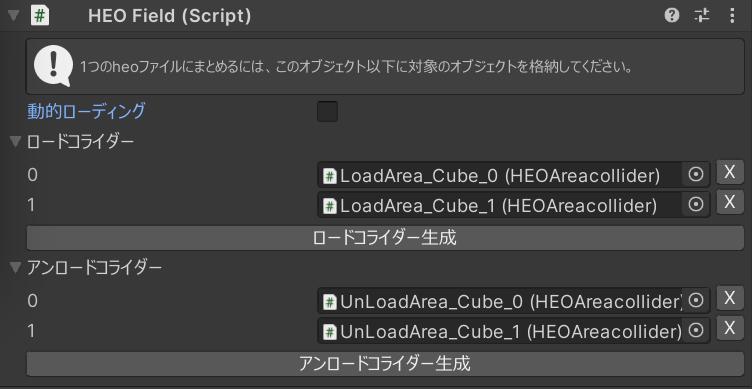 HEO Field (Script)
1つのheoファイルにまとめるには、このオブジェクト以下に対象のオブジェクトを格納してください。
動的ローディング
ロードコライダー
0 LoadArea_Cube_0 (HEOAreacollider) X
1 LoadArea_Cube_1 (HEOAreacollider) X
ロードコライダー生成
アンロードコライダー
0 UnLoadArea_Cube_0 (HEOAreacollider) X
1 UnLoadArea_Cube_1 (HEOAreacollider) X
アンロードコライダー生成